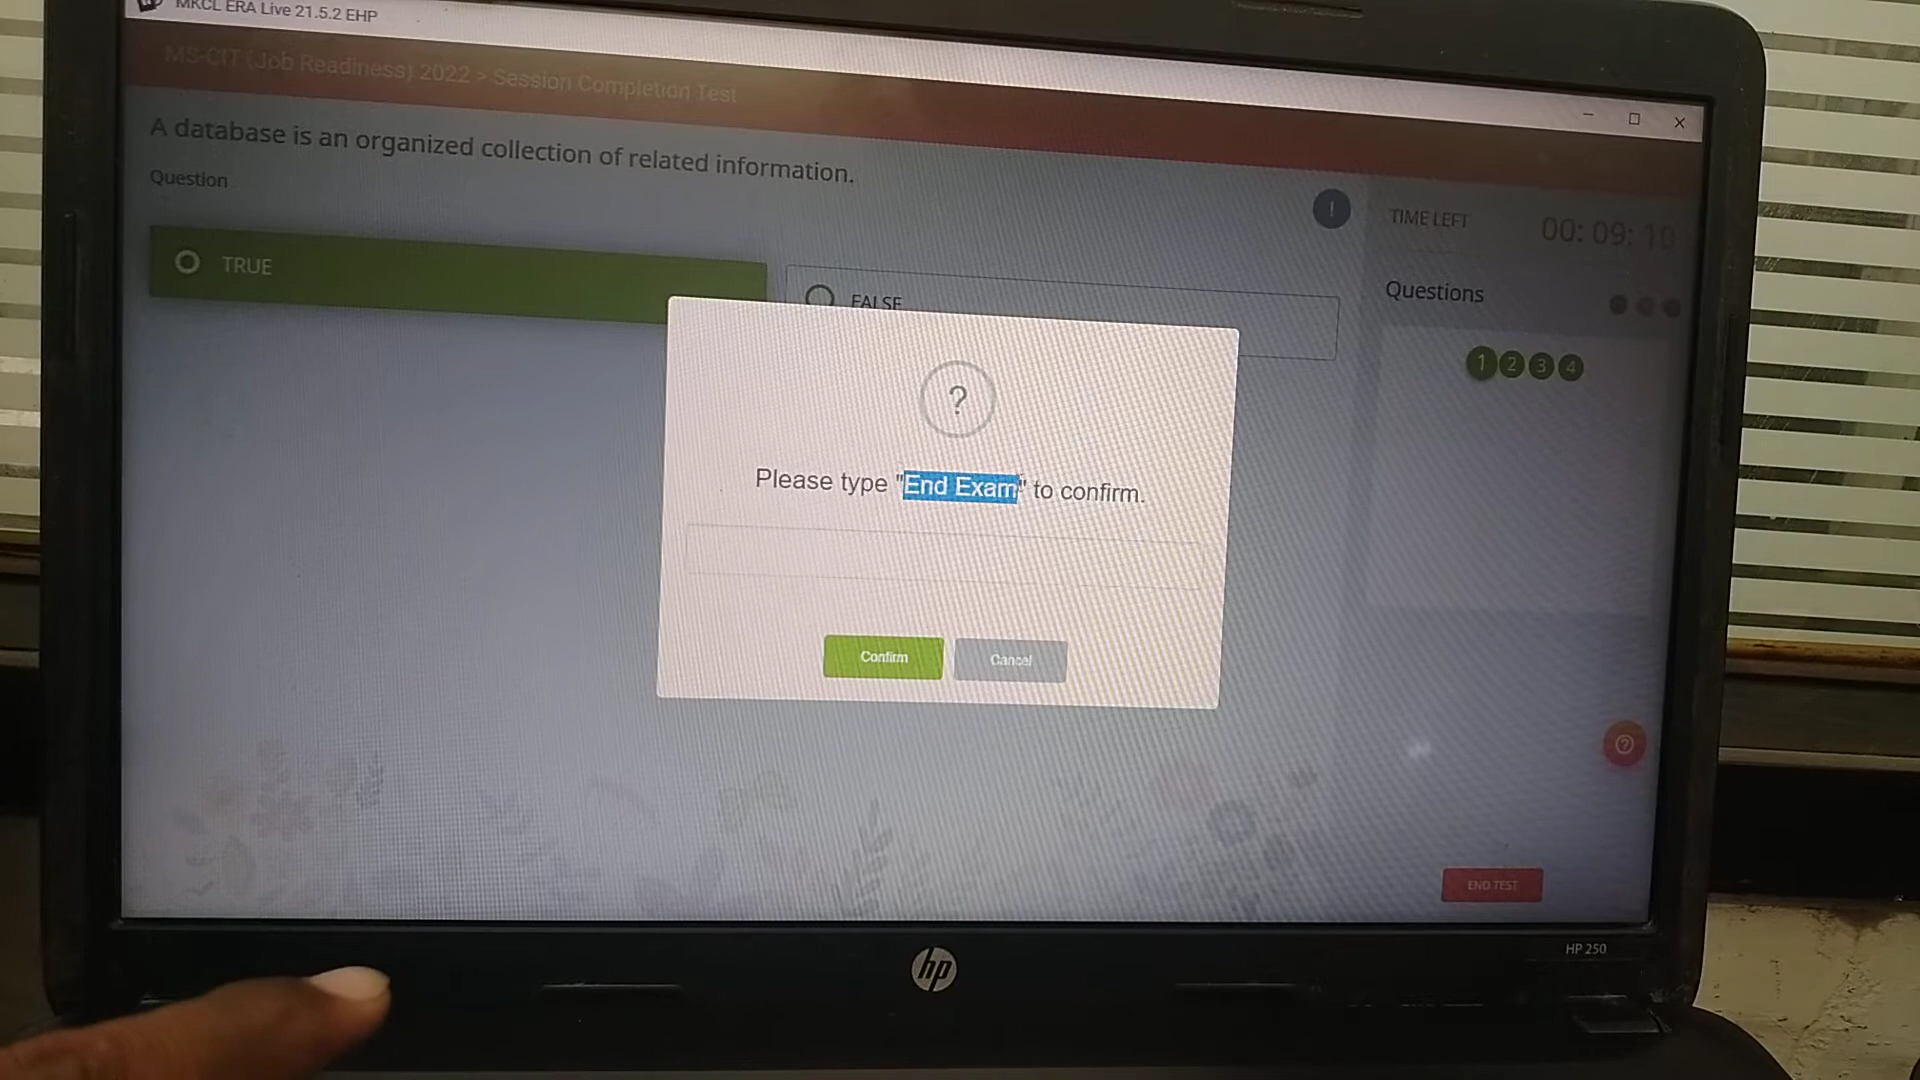 MKCL ERA Live 21.5.2 EHP
MS-CIT (Job Readiness) 2022 > Session Completion Test
A database is an organized collection of related information.
Question
TRUE
FALSE
!
TIME LEFT
00: 09: 10
Questions
1 2 3 4
?
Please type "End Exam" to confirm.
Confirm
Cancel
?
END TEST
hp
HP 250